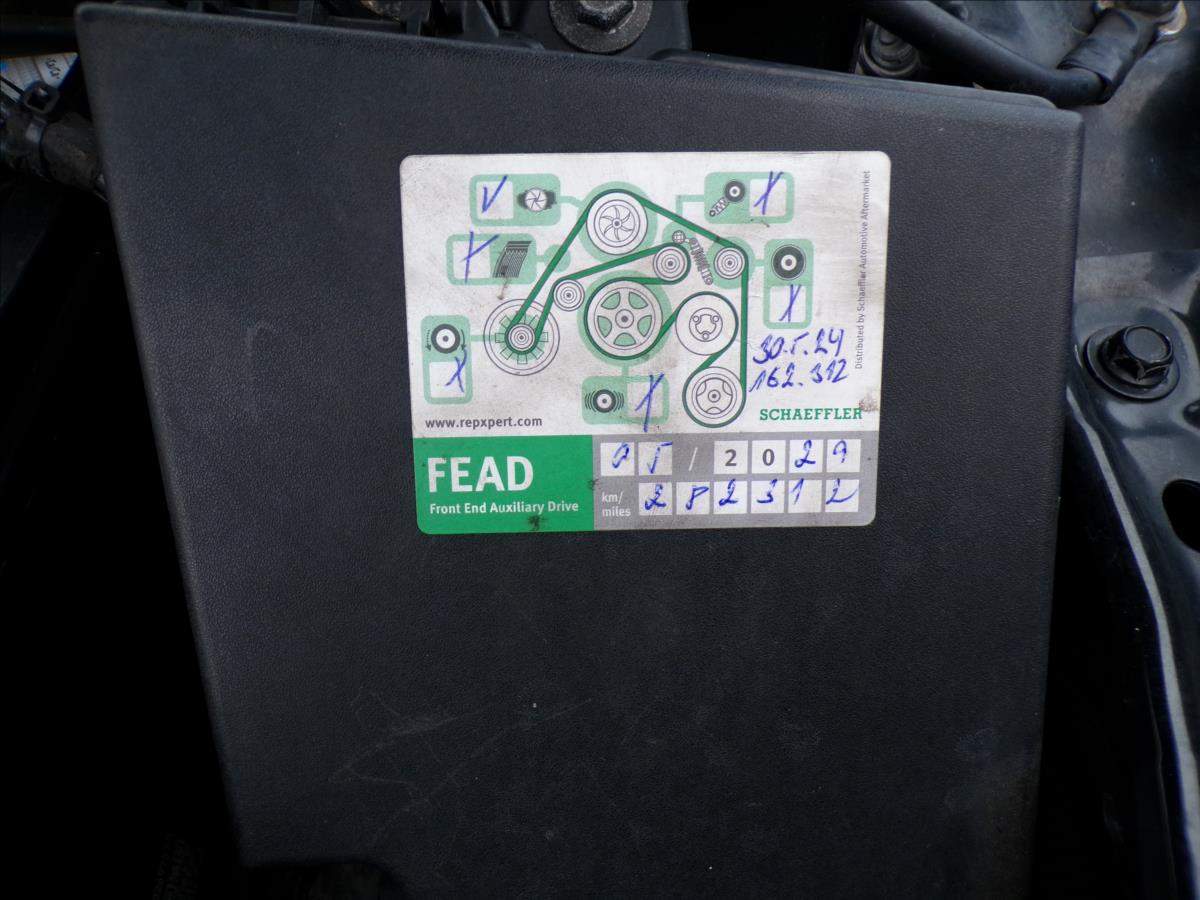 Distributed by Schaeffler Automotive Aftermarket
30.5.24
162.312
www.repxpert.com
SCHAEFFLER
FEAD
Front End Auxiliary Drive
05/2029
km/
miles
282312